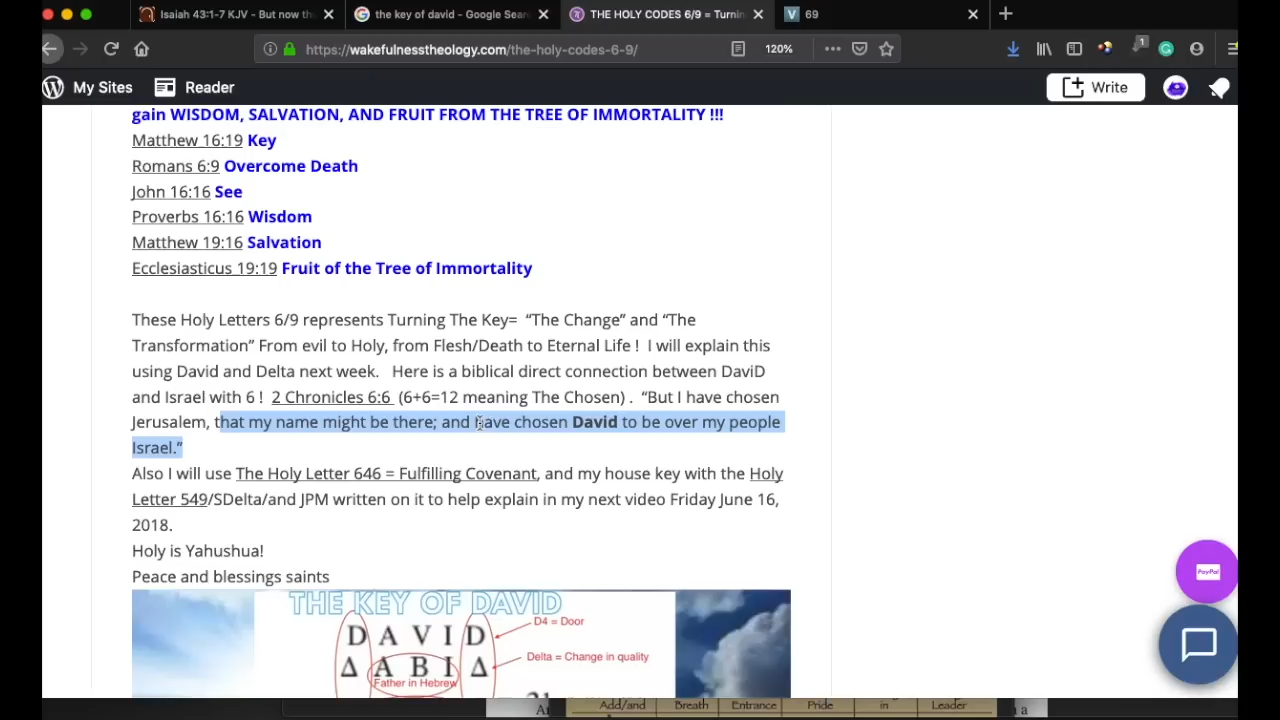 Isaiah 43:1-7 KJV - But now th
the key of david - Google Sear
THE HOLY CODES 6/9 = Turnin
69
https://wakefulnesstheology.com/the-holy-codes-6-9/
120%
1
My Sites
Reader
Write
gain WISDOM, SALVATION, AND FRUIT FROM THE TREE OF IMMORTALITY !!!
Matthew 16:19 Key
Romans 6:9 Overcome Death
John 16:16 See
Proverbs 16:16 Wisdom
Matthew 19:16 Salvation
Ecclesiasticus 19:19 Fruit of the Tree of Immortality
These Holy Letters 6/9 represents Turning The Key= “The Change” and “The
Transformation” From evil to Holy, from Flesh/Death to Eternal Life ! I will explain this
using David and Delta next week. Here is a biblical direct connection between DaviD
and Israel with 6 ! 2 Chronicles 6:6 (6+6=12 meaning The Chosen) . “But I have chosen
Jerusalem, that my name might be there; and have chosen David to be over my people
Israel.”
Also I will use The Holy Letter 646 = Fulfilling Covenant, and my house key with the Holy
Letter 549/SDelta/and JPM written on it to help explain in my next video Friday June 16,
2018.
Holy is Yahushua!
Peace and blessings saints
THE KEY OF DAVID
D A V I D
D4 = Door
Δ A B I Δ
Delta = Change in quality
Father in Hebrew
PayPal
Add/and Breath Entrance Pride in Leader